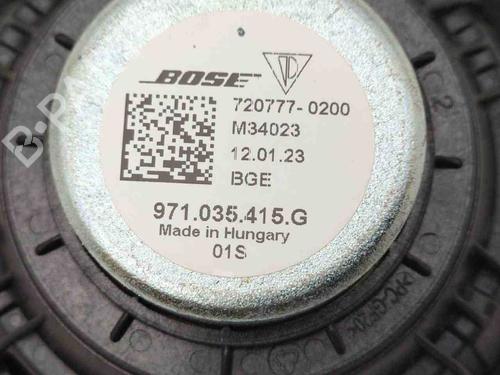 BOSE
720777-0200
M34023
12.01.23
BGE
971.035.415.G
Made in Hungary
01S